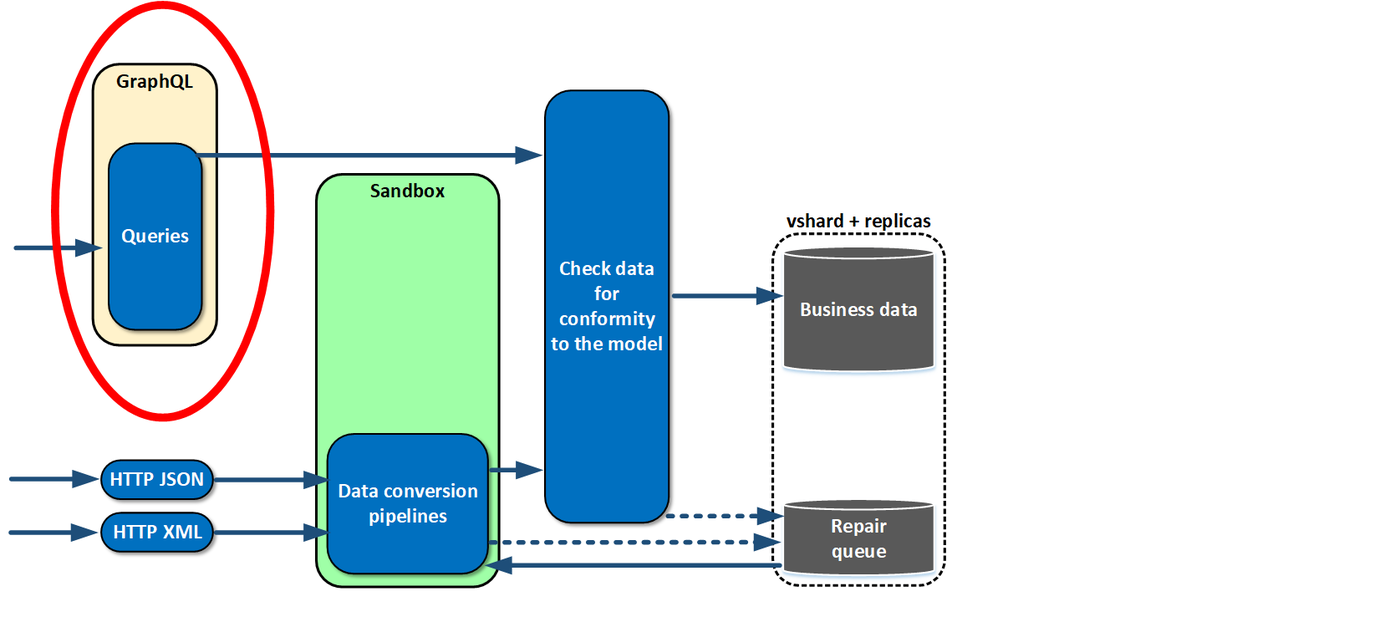 GraphQL
Queries
Sandbox
Check data
for
conformity
to the model
vshard + replicas
Business data
HTTP JSON
HTTP XML
Data conversion
pipelines
Repair
queue